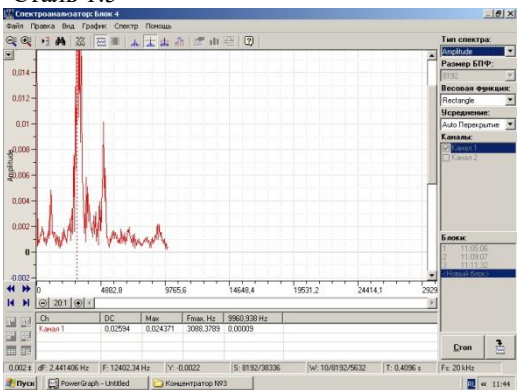 Сталь 1.3
Спектроанализатор: Блок 4
Файл Правка Вид График Спектр Помощь
Тип спектра:
Amplitude
Размер БПФ:
8192
Весовая функция:
Rectangle
Усреднение:
Auto Перекрытие
Каналы:
Канал 1
Канал 2
Amplitude
0,014
0,012
0,01
0,008
0,006
0,004
0,002
0
-0.002
0 4882,8 9765,6 14648,4 19531,2 24414,1 2929
20:1
Блоки:
1 11:05:06
2 11:09:07
3 11:11:32
<Новый блок>
Ch DC Max Fmax, Hz 9960,938 Hz
Канал 1 0,02594 0,024371 3088,3789 0,00009
Стоп
0,002 ± dF: 2,441406 Hz F: 12402,34 Hz Y: -0,0022 S: 8192/38336 W: 10/8192/5632 T: 0,4096 s Fs: 20 kHz
Пуск PowerGraph - Untitled Концентратор №3 RL « 11:44